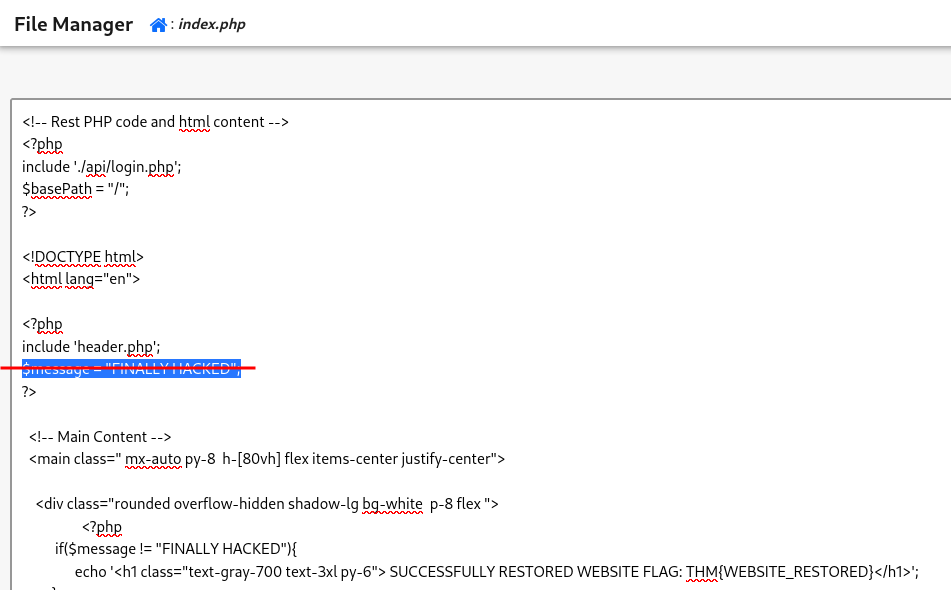 File Manager : index.php
<!-- Rest PHP code and html content -->
<?php
include './api/login.php';
$basePath = "/";
?>
<!DOCTYPE html>
<html lang="en">
<?php
include 'header.php';
$message = "FINALLY HACKED";
?>
<!-- Main Content -->
<main class=" mx-auto py-8  h-[80vh] flex items-center justify-center">
<div class="rounded overflow-hidden shadow-lg bg-white  p-8 flex ">
<?php
if($message != "FINALLY HACKED"){
echo '<h1 class="text-gray-700 text-3xl py-6"> SUCCESSFULLY RESTORED WEBSITE FLAG: THM{WEBSITE_RESTORED}</h1>';